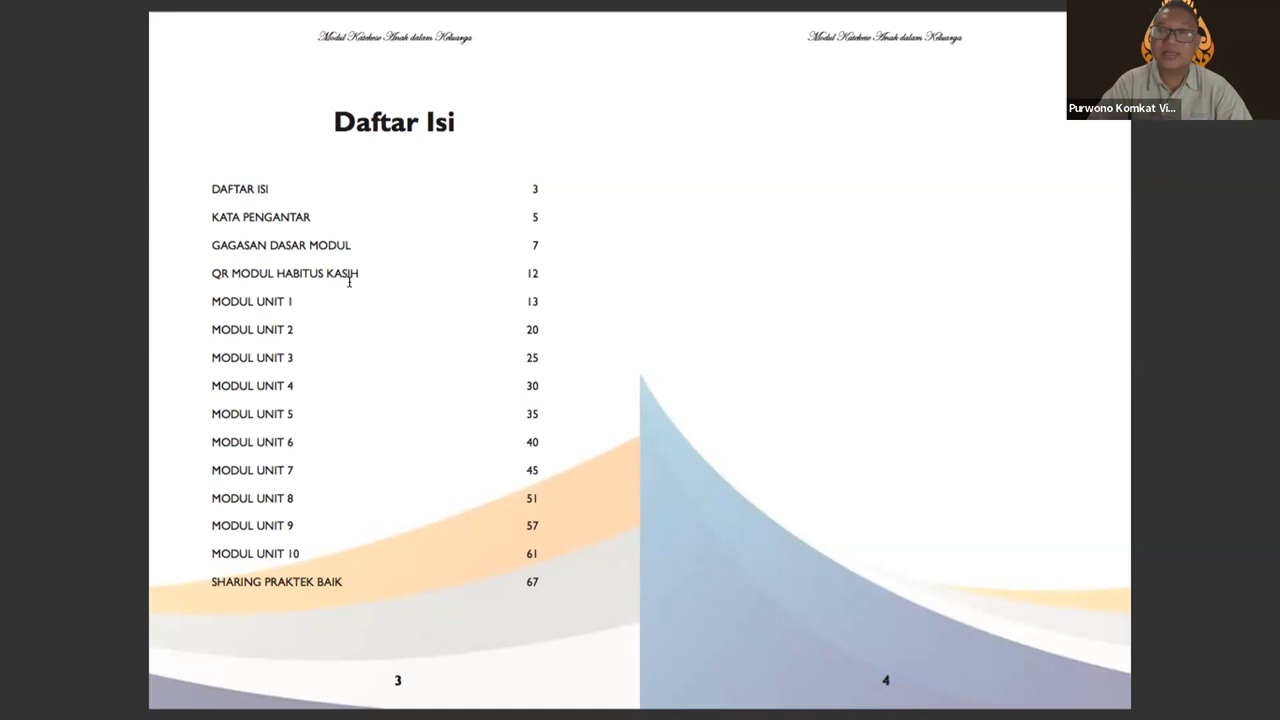 Modul Katekese Anak dalam Keluarga
Modul Katekese Anak dalam Keluarga
Purwono Komkat Vi...
Daftar Isi
DAFTAR ISI 3
KATA PENGANTAR 5
GAGASAN DASAR MODUL 7
QR MODUL HABITUS KASIH 12
MODUL UNIT 1 13
MODUL UNIT 2 20
MODUL UNIT 3 25
MODUL UNIT 4 30
MODUL UNIT 5 35
MODUL UNIT 6 40
MODUL UNIT 7 45
MODUL UNIT 8 51
MODUL UNIT 9 57
MODUL UNIT 10 61
SHARING PRAKTEK BAIK 67
3
4